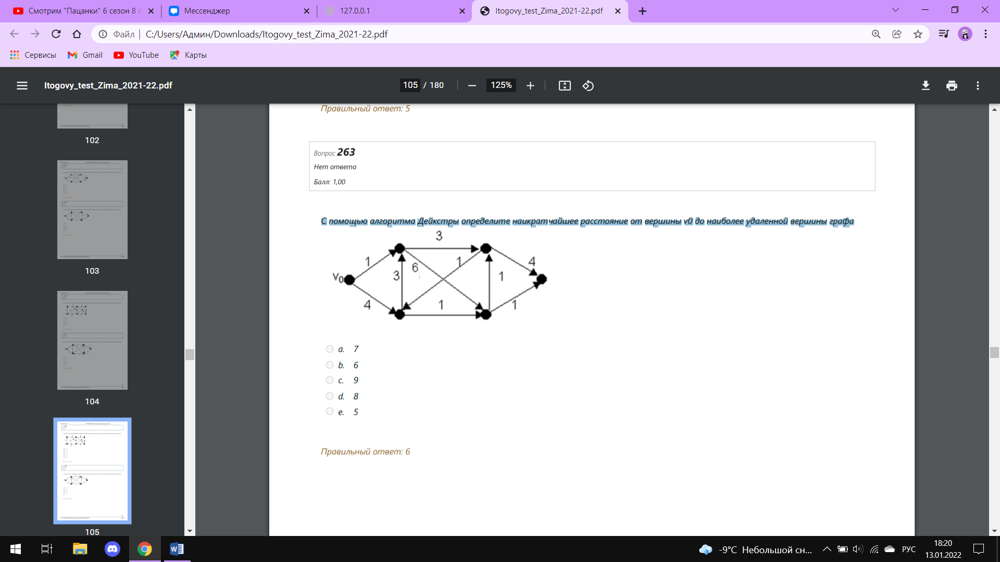 Смотрим "Пацанки" 6 сезон 8 с
Мессенджер
127.0.0.1
Itogovy_test_Zima_2021-22.pdf
Файл
C:/Users/Админ/Downloads/Itogovy_test_Zima_2021-22.pdf
Сервисы
Gmail
YouTube
Карты
Itogovy_test_Zima_2021-22.pdf
105 / 180
125%
102
103
104
105
Правильный ответ: 5
Вопрос 263
Нет ответа
Балл: 1,00
С помощью алгоритма Дейкстры определите наикратчайшее расстояние от вершины v0 до наиболее удаленной вершины графа
3
1
6
1
4
V0
3
1
4
1
1
a. 7
b. 6
c. 9
d. 8
e. 5
Правильный ответ: 6
-9°C Небольшой сн...
РУС
18:20
13.01.2022